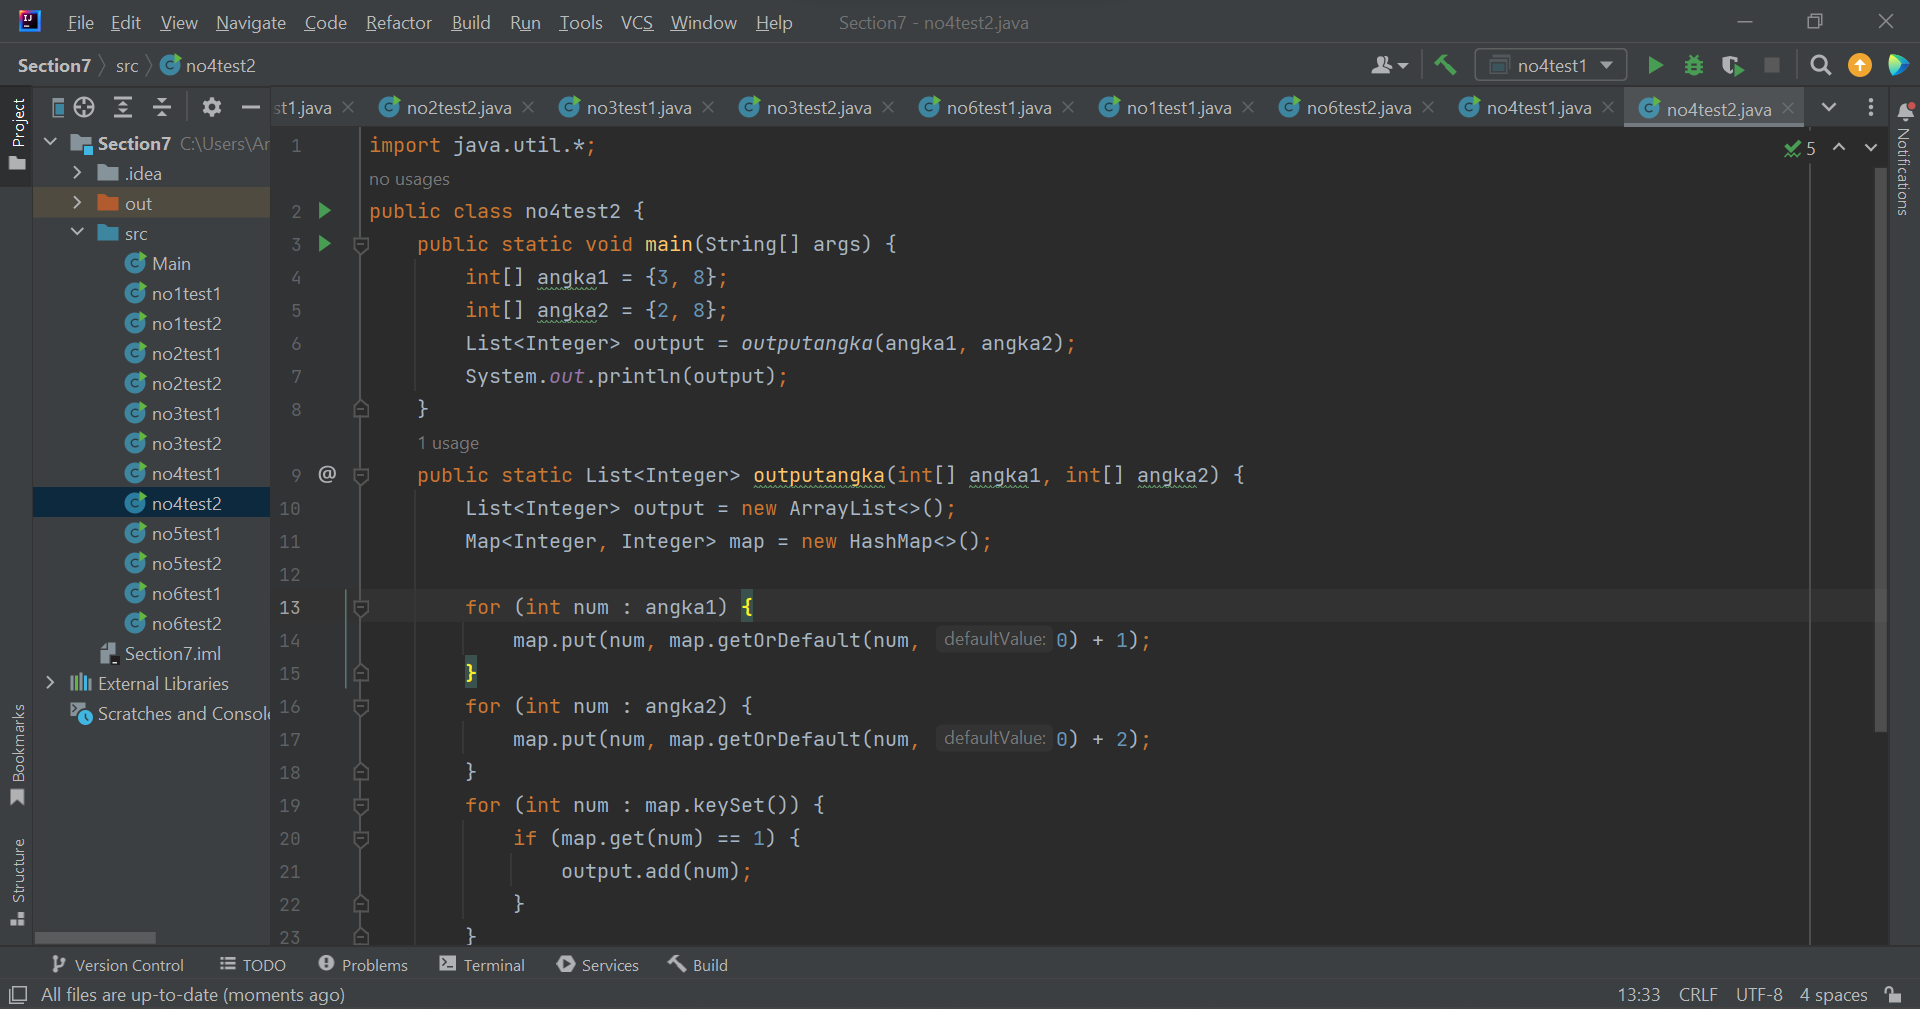 File Edit View Navigate Code Refactor Build Run Tools VCS Window Help Section7 - no4test2.java
Section7 src no4test2 no4test1
Project
st1.java no2test2.java no3test1.java no3test2.java no6test1.java no1test1.java no6test2.java no4test1.java no4test2.java
Notifications
Section7 C:\Users\Ar
.idea
out
src
Main
no1test1
no1test2
no2test1
no2test2
no3test1
no3test2
no4test1
no4test2
no5test1
no5test2
no6test1
no6test2
Section7.iml
External Libraries
Scratches and Console
Bookmarks
Structure
5
1 import java.util.*;
no usages
2 public class no4test2 {
3 public static void main(String[] args) {
4 int[] angka1 = {3, 8};
5 int[] angka2 = {2, 8};
6 List<Integer> output = outputangka(angka1, angka2);
7 System.out.println(output);
8 }
1 usage
9 @ public static List<Integer> outputangka(int[] angka1, int[] angka2) {
10 List<Integer> output = new ArrayList<>();
11 Map<Integer, Integer> map = new HashMap<>();
12
13 for (int num : angka1) {
14 map.put(num, map.getOrDefault(num, defaultValue: 0) + 1);
15 }
16 for (int num : angka2) {
17 map.put(num, map.getOrDefault(num, defaultValue: 0) + 2);
18 }
19 for (int num : map.keySet()) {
20 if (map.get(num) == 1) {
21 output.add(num);
22 }
23 }
Version Control TODO Problems Terminal Services Build
All files are up-to-date (moments ago) 13:33 CRLF UTF-8 4 spaces